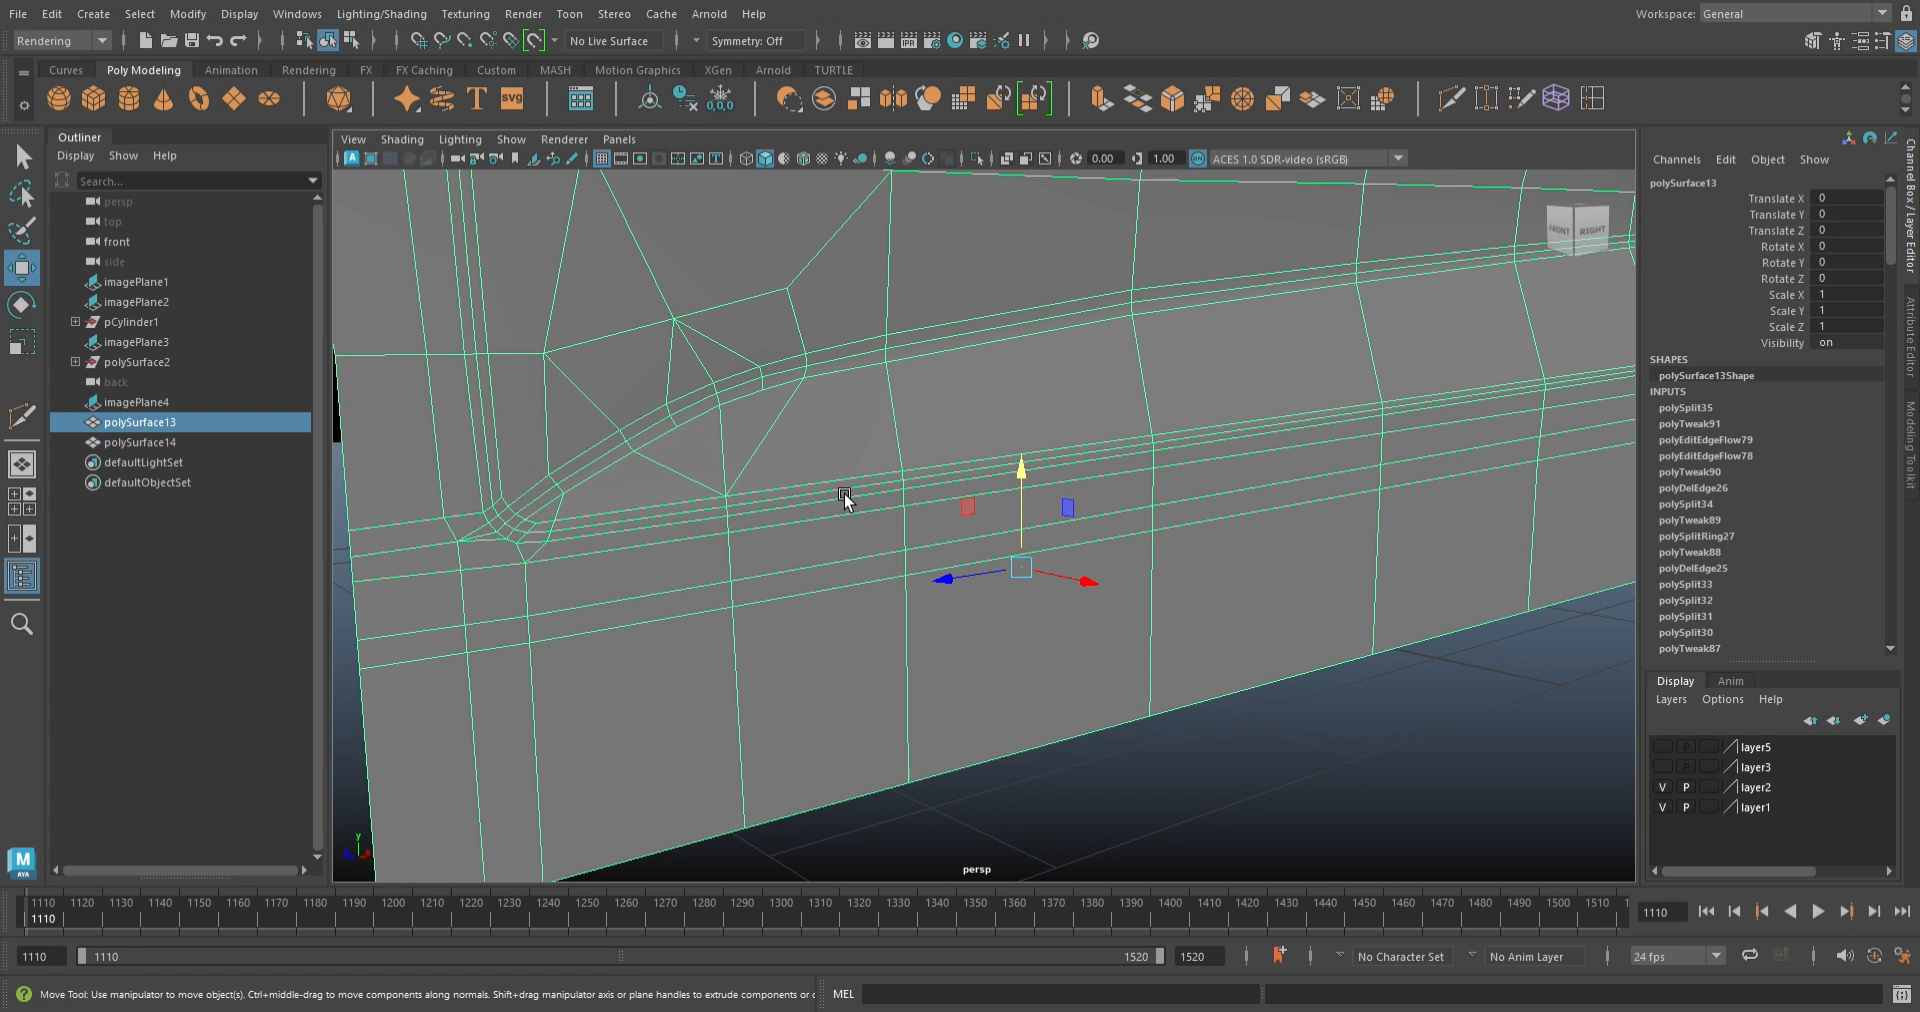 File Edit Create Select Modify Display Windows Lighting/Shading Texturing Render Toon Stereo Cache Arnold Help
Workspace: General
Rendering
No Live Surface
Symmetry: Off
Curves Poly Modeling Animation Rendering FX FX Caching Custom MASH Motion Graphics XGen Arnold TURTLE
Outliner
Display Show Help
Search...
persp
top
front
side
imagePlane1
imagePlane2
pCylinder1
imagePlane3
polySurface2
back
imagePlane4
polySurface13
polySurface14
defaultLightSet
defaultObjectSet
View Shading Lighting Show Renderer Panels
0.00 1.00 ACES 1.0 SDR-video (sRGB)
FRONT RIGHT
persp
y
Channels Edit Object Show
polySurface13
Translate X 0
Translate Y 0
Translate Z 0
Rotate X 0
Rotate Y 0
Rotate Z 0
Scale X 1
Scale Y 1
Scale Z 1
Visibility on
SHAPES
polySurface13Shape
INPUTS
polySplit35
polyTweak91
polyEditEdgeFlow79
polyEditEdgeFlow78
polyTweak90
polyDelEdge26
polySplit34
polyTweak89
polySplitRing27
polyTweak88
polyDelEdge25
polySplit33
polySplit32
polySplit31
polySplit30
polyTweak87
Channel Box / Layer Editor
Attribute Editor
Modeling Toolkit
Display Anim
Layers Options Help
P layer5
P layer3
V P layer2
V P layer1
1110 1120 1130 1140 1150 1160 1170 1180 1190 1200 1210 1220 1230 1240 1250 1260 1270 1280 1290 1300 1310 1320 1330 1340 1350 1360 1370 1380 1390 1400 1410 1420 1430 1440 1450 1460 1470 1480 1490 1500 1510 1
1110
1110
1110 1110 1520 1520
No Character Set
No Anim Layer
24 fps
Move Tool: Use manipulator to move object(s). Ctrl+middle-drag to move components along normals. Shift+drag manipulator axis or plane handles to extrude components or c
MEL